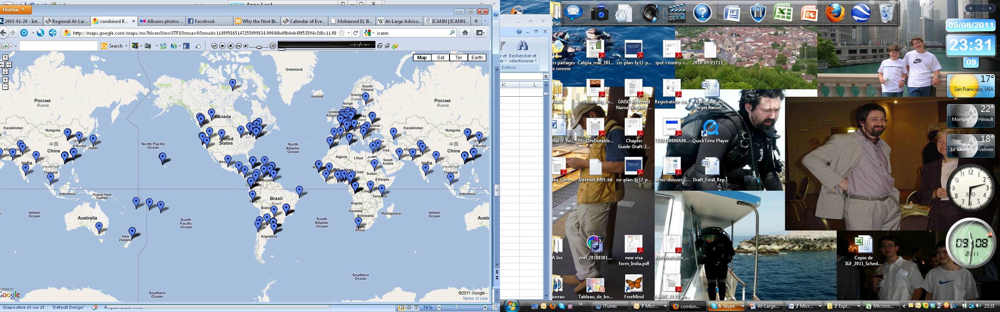 Firefox
2003-01-20 - Int...
Regional At-Lar...
combined R...
Albums photos ...
Facebook
Why the Next Bi...
Calendar of Eve...
Mohamed EL B...
At-Large Adviso...
ICANN | ICANN...
http://maps.google.com/maps/ms?hl=en&ie=UTF8&msa=0&msid=114995865147255099834.00046bd9b6eb45f53594c&ll=11.08
icann
Search
--:--/--:--
Map
Sat
Ter
Earth
Greenland
Iceland
Suomi
Finland
Sverige
Sweden
Norge
Norway
Россия
Russia
Россия
Russia
United
Kingdom
Canada
Kazakhstan
Kazakhstan
Mongolia
Mongolia
中国
China
中国
China
S Korea
S Korea
Japan
North Pacific
Ocean
United
States
North
Atlantic
Ocean
México
Algeria
Libya
مصر
Iraq
Saudi
Arabia
India
India
ประเทศไทย
Thailand
ประเทศไทย
Thailand
Mali
Niger
Chad
Sudan
Ethiopia
Venezuela
Indonesia
Indonesia
Papua New
Guinea
Peru
Brasil
Brazil
Bolivia
Tanzania
Angola
Namibia
Botswana
Madagascar
Indian
Ocean
Indian
Ocean
Australia
South
Pacific
Ocean
South
Atlantic
Ocean
South
Africa
Argentina
New
Zealand
Southern
Ocean
Southern
Ocean
Google
©2011 Google -
Terms of Use
Diapositive 10 sur 15
"Default Design"
74 %
Rechercher et
sélectionner
Edition
K
L
Calipia_mai_201...
ssr-plan-fy12-p...
ipol-country-r...
2010-09-21T13_...
ers partagés
e serveur
Mails
netneutrality_to...
GNSO Reserved
Name Working ...
Registration-co...
Rational Rules
Beget Ration...
Mar-7-Bo...
NS-DevDurable...
Chapter
Guide-Draft-2...
T230100000A00...
QuickTime Player
lag_Core....
Internet_MPL.txt
ssr-plan-fy12-p...
afnic-dossier-i...
Draft_Final_Rep...
A lire
mel_20100301....
new visa
form_India.pdf
NetNeutralite_...
Copie de
IGF_2011_Sched...
ureau
Tableau_de_bo...
FreeMind
A.HRC.17.27_en...
09/08/2011
23:31
09
17°
San Francisco, USA
22°
Montpellier, Hérault
18°
Le Chesnay, Yvelines
12
SFO
09-08
2011
NIKE
iTunes
7 Micr...
combin...
6 Skype
At-Large...
2 Micr...
2 Expl...
Microso...
23:31